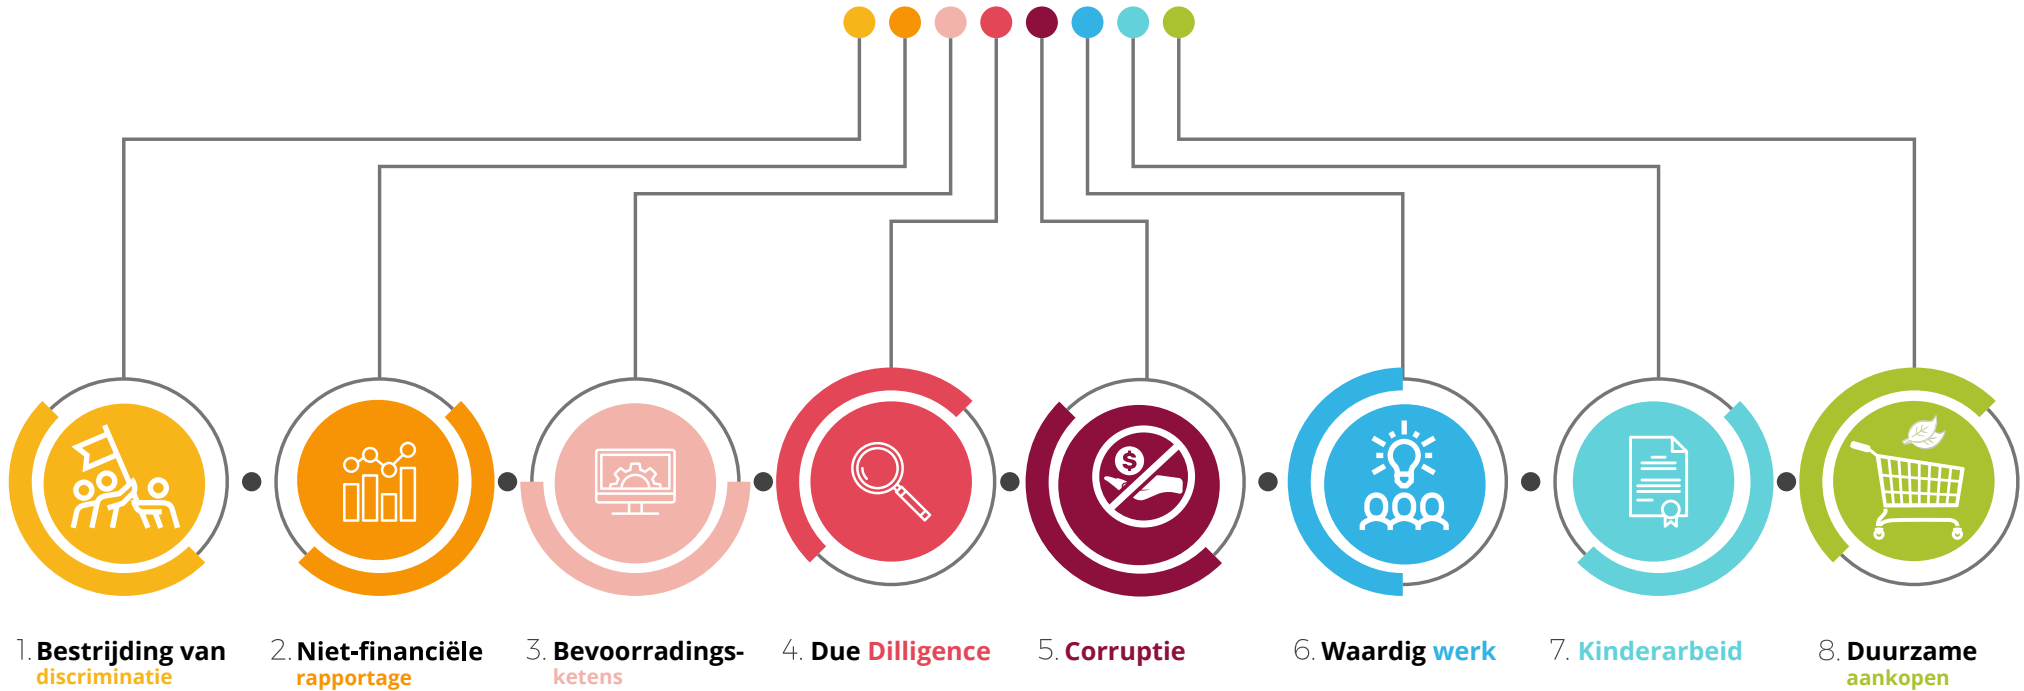 1. Bestrijding van
discriminatie
2. Niet-financiële
rapportage
3. Bevoorradings-
ketens
4. Due Dilligence
5. Corruptie
6. Waardig werk
7. Kinderarbeid
8. Duurzame
aankopen
$